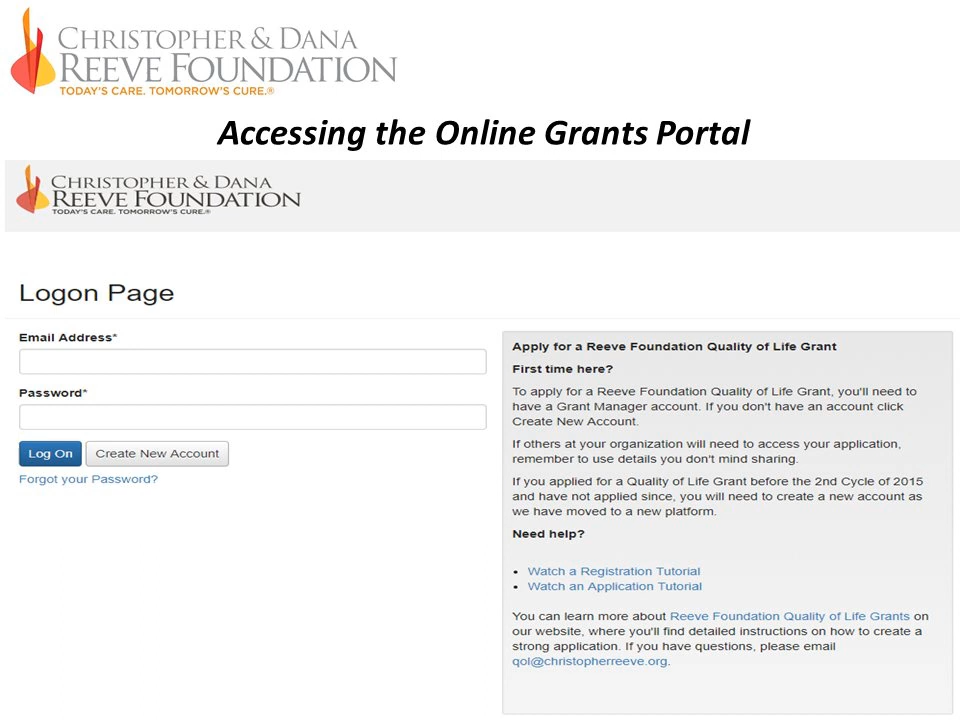 CHRISTOPHER & DANA
REEVE FOUNDATION
TODAY'S CARE. TOMORROW'S CURE.®
Accessing the Online Grants Portal
CHRISTOPHER & DANA
REEVE FOUNDATION
TODAY'S CARE. TOMORROW'S CURE.®
Logon Page
Email Address*
Password*
Log On
Create New Account
Forgot your Password?
Apply for a Reeve Foundation Quality of Life Grant
First time here?
To apply for a Reeve Foundation Quality of Life Grant, you'll need to
have a Grant Manager account. If you don't have an account click
Create New Account.
If others at your organization will need to access your application,
remember to use details you don't mind sharing.
If you applied for a Quality of Life Grant before the 2nd Cycle of 2015
and have not applied since, you will need to create a new account as
we have moved to a new platform.
Need help?
• Watch a Registration Tutorial
• Watch an Application Tutorial
You can learn more about Reeve Foundation Quality of Life Grants on
our website, where you'll find detailed instructions on how to create a
strong application. If you have questions, please email
qol@christopherreeve.org.